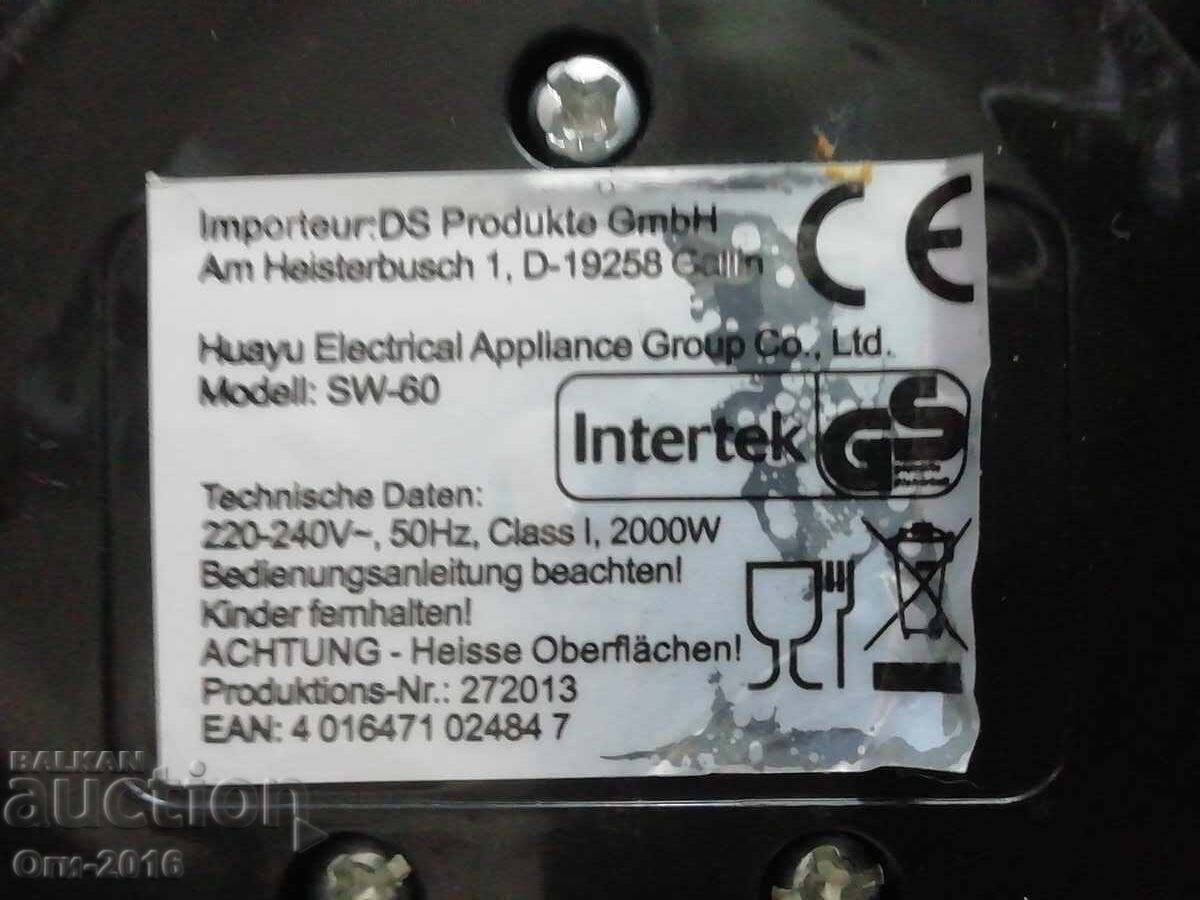 Importeur:DS Produkte GmbH
Am Heisterbusch 1, D-19258 Gallin
CE
Huayu Electrical Appliance Group Co., Ltd.
Modell: SW-60
Intertek
GS
Technische Daten:
220-240V~, 50Hz, Class I, 2000W
Bedienungsanleitung beachten!
Kinder fernhalten!
ACHTUNG - Heisse Oberflächen!
Produktions-Nr.: 272013
EAN: 4 016471 02484 7
BALKAN
auction
Оги-2016